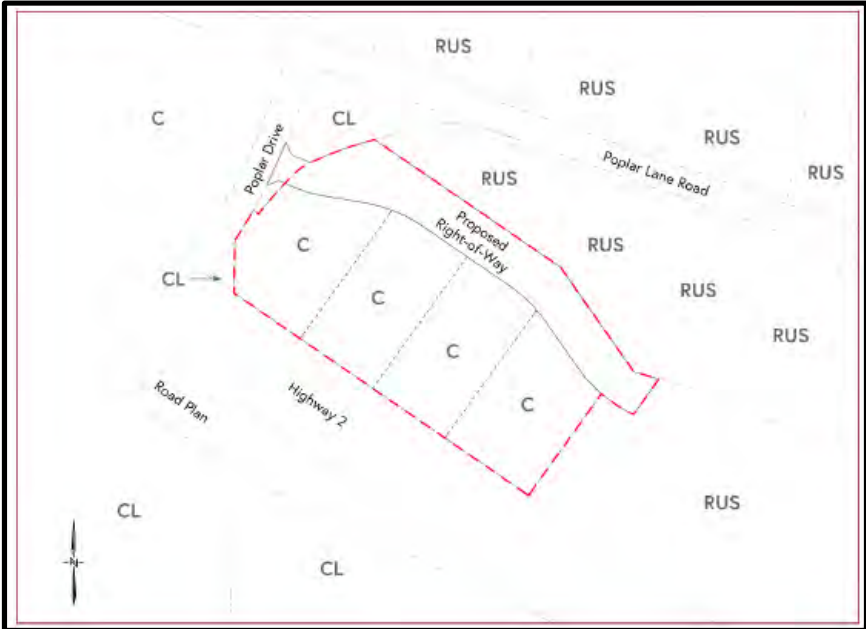 RUS
RUS
C
CL
Poplar Drive
RUS
Poplar Lane Road
RUS
RUS
Proposed
Right-of-Way
C
RUS
CL
RUS
C
RUS
C
Road Plan
Highway 2
C
RUS
CL
N
CL